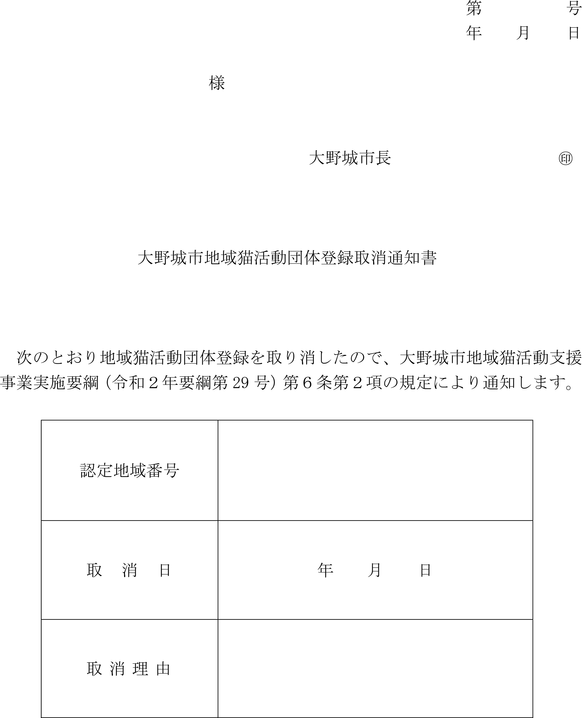 第　　　　　号
年　　月　　日
様
大野城市長　　　　　　　　　　㊞
大野城市地域猫活動団体登録取消通知書
次のとおり地域猫活動団体登録を取り消したので、大野城市地域猫活動支援
事業実施要綱（令和２年要綱第 29 号）第６条第２項の規定により通知します。
認定地域番号
取　消　日　　　　　年　　月　　日
取 消 理 由